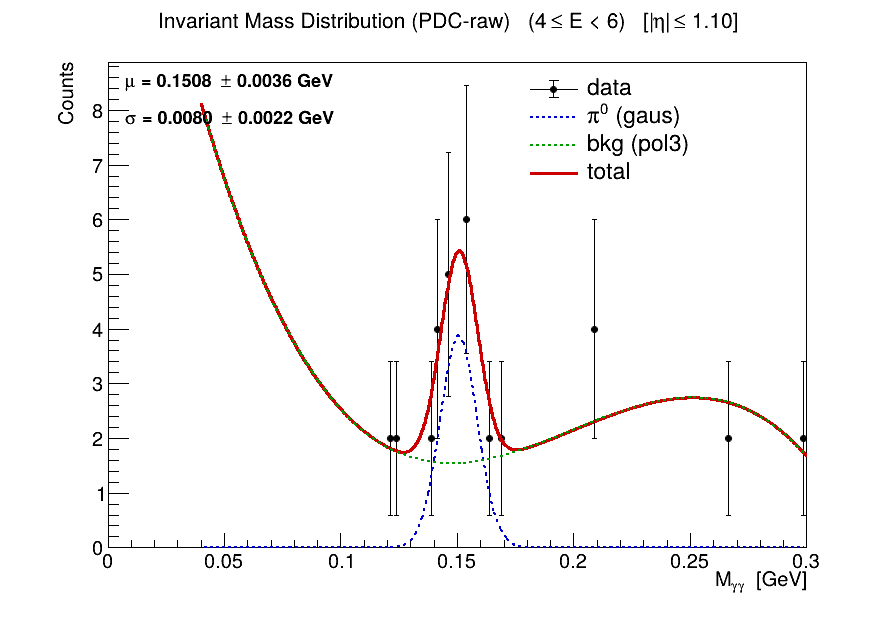 Invariant Mass Distribution (PDC-raw) (4 ≤ E < 6) [|η| ≤ 1.10]
Counts
μ = 0.1508 ± 0.0036 GeV
σ = 0.0080 ± 0.0022 GeV
data
π⁰ (gaus)
bkg (pol3)
total
8
7
6
5
4
3
2
1
0
0 0.05 0.1 0.15 0.2 0.25 0.3
Mγγ [GeV]